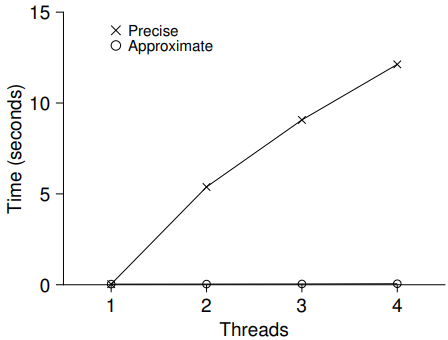 15
Precise
Approximate
10
Time (seconds)
5
0
1 2 3 4
Threads